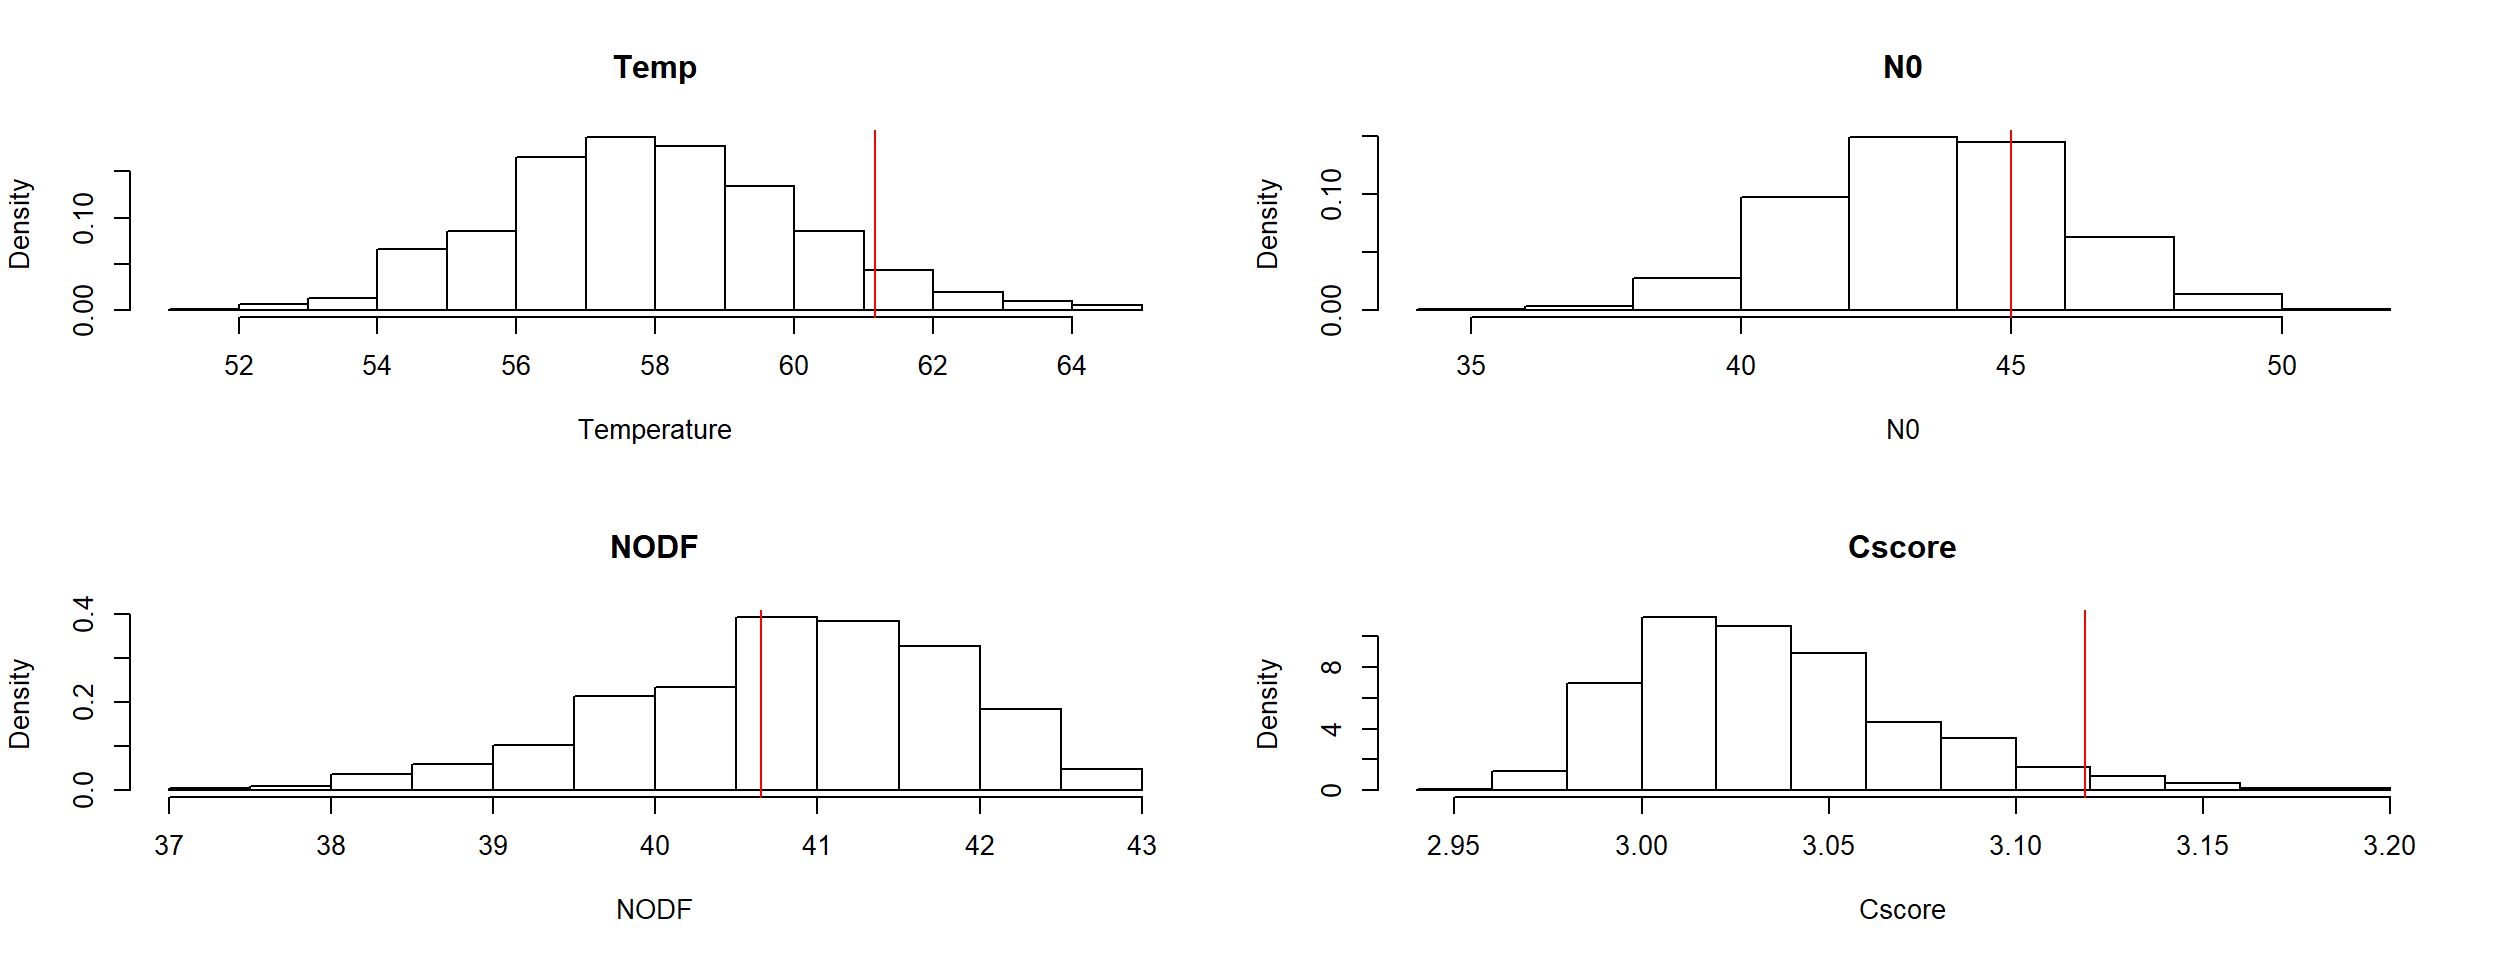 Temp
Density
0.00 0.10
52 54 56 58 60 62 64
Temperature
N0
Density
0.00 0.10
35 40 45 50
N0
NODF
Density
0.0 0.2 0.4
37 38 39 40 41 42 43
NODF
Cscore
Density
0 4 8
2.95 3.00 3.05 3.10 3.15 3.20
Cscore